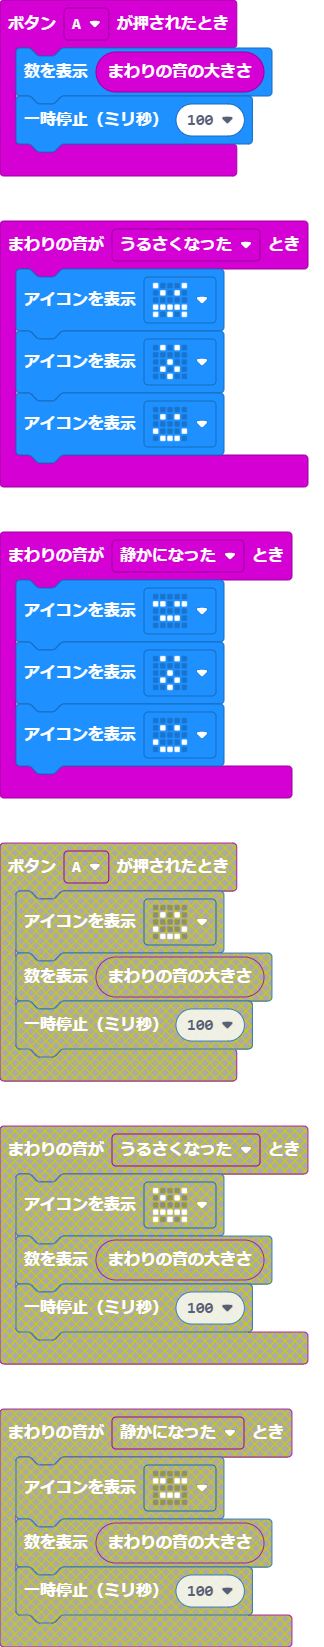 ボタン A が押されたとき
数を表示 まわりの音の大きさ
一時停止（ミリ秒） 100
まわりの音が うるさくなった とき
アイコンを表示
アイコンを表示
アイコンを表示
まわりの音が 静かになった とき
アイコンを表示
アイコンを表示
アイコンを表示
ボタン A が押されたとき
アイコンを表示
数を表示 まわりの音の大きさ
一時停止（ミリ秒） 100
まわりの音が うるさくなった とき
アイコンを表示
数を表示 まわりの音の大きさ
一時停止（ミリ秒） 100
まわりの音が 静かになった とき
アイコンを表示
数を表示 まわりの音の大きさ
一時停止（ミリ秒） 100